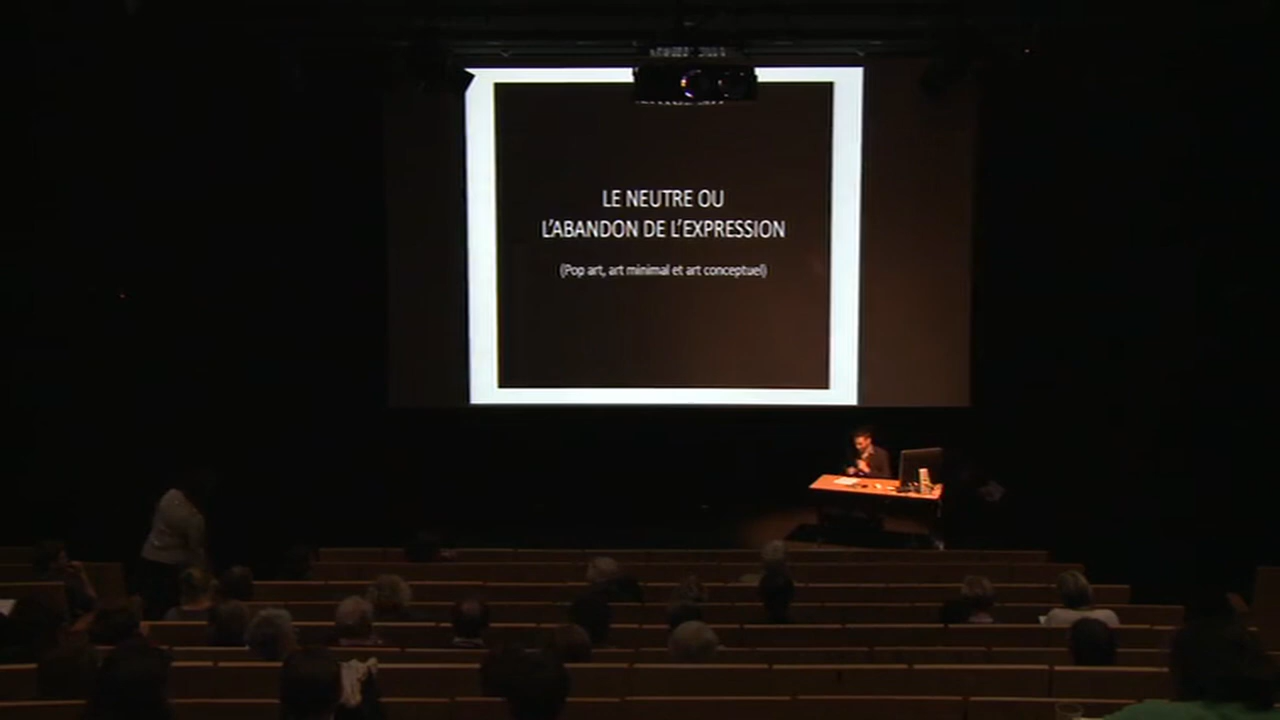 LE NEUTRE OU
L'ABANDON DE L'EXPRESSION
(Pop art, art minimal et art conceptuel)